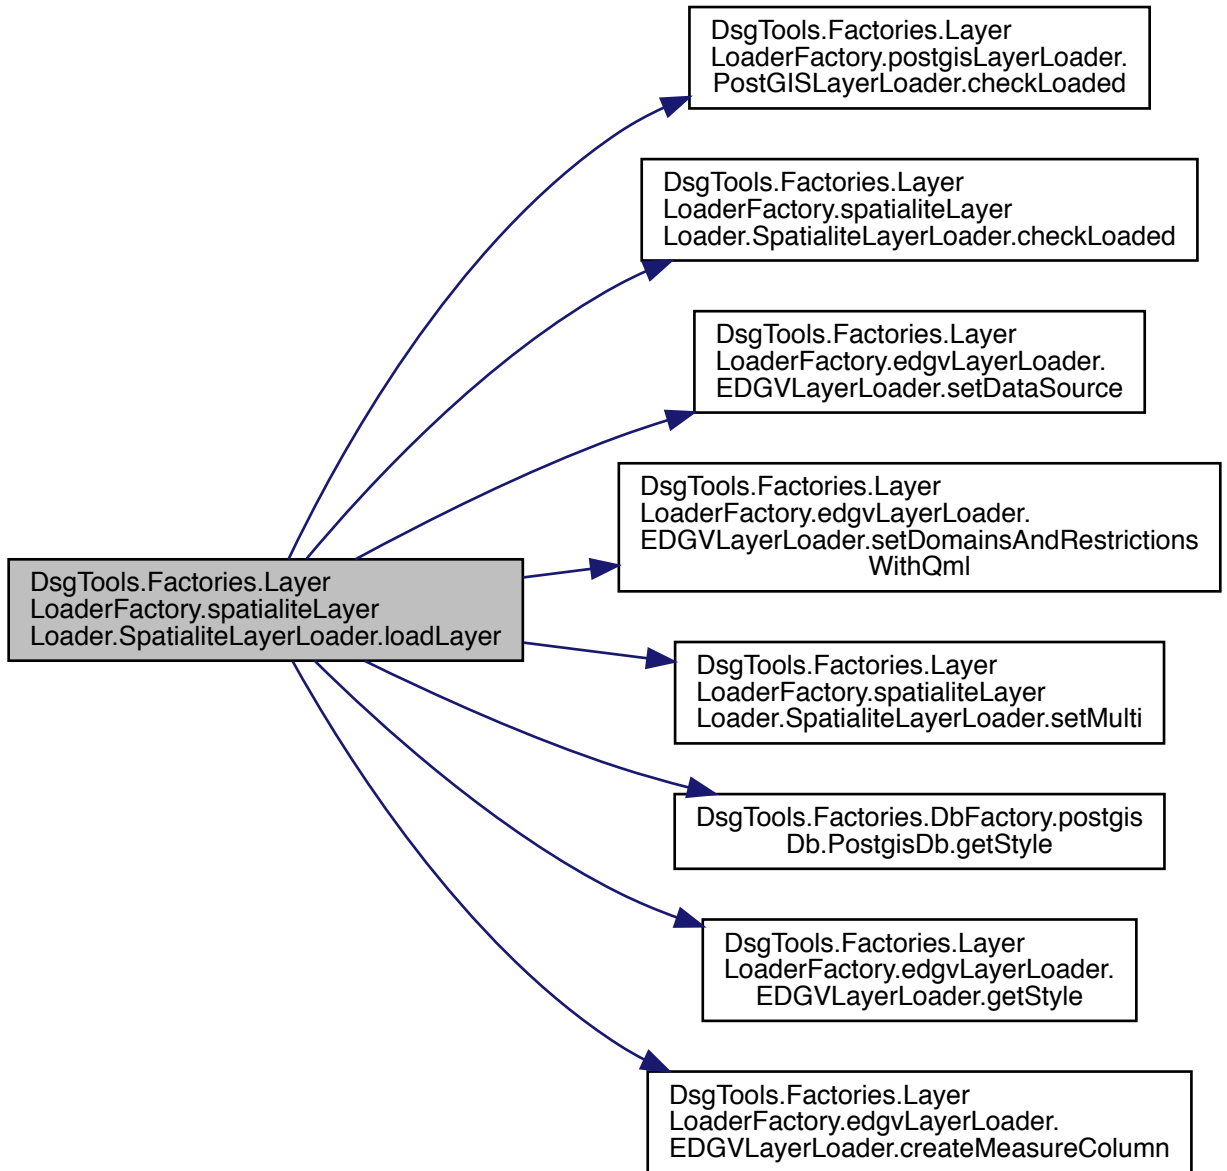 DsgTools.Factories.Layer
LoaderFactory.postgisLayerLoader.
PostGISLayerLoader.checkLoaded
DsgTools.Factories.Layer
LoaderFactory.spatialiteLayer
Loader.SpatialiteLayerLoader.checkLoaded
DsgTools.Factories.Layer
LoaderFactory.edgvLayerLoader.
EDGVLayerLoader.setDataSource
DsgTools.Factories.Layer
LoaderFactory.edgvLayerLoader.
EDGVLayerLoader.setDomainsAndRestrictions
WithQml
DsgTools.Factories.Layer
LoaderFactory.spatialiteLayer
Loader.SpatialiteLayerLoader.loadLayer
DsgTools.Factories.Layer
LoaderFactory.spatialiteLayer
Loader.SpatialiteLayerLoader.setMulti
DsgTools.Factories.DbFactory.postgis
Db.PostgisDb.getStyle
DsgTools.Factories.Layer
LoaderFactory.edgvLayerLoader.
EDGVLayerLoader.getStyle
DsgTools.Factories.Layer
LoaderFactory.edgvLayerLoader.
EDGVLayerLoader.createMeasureColumn